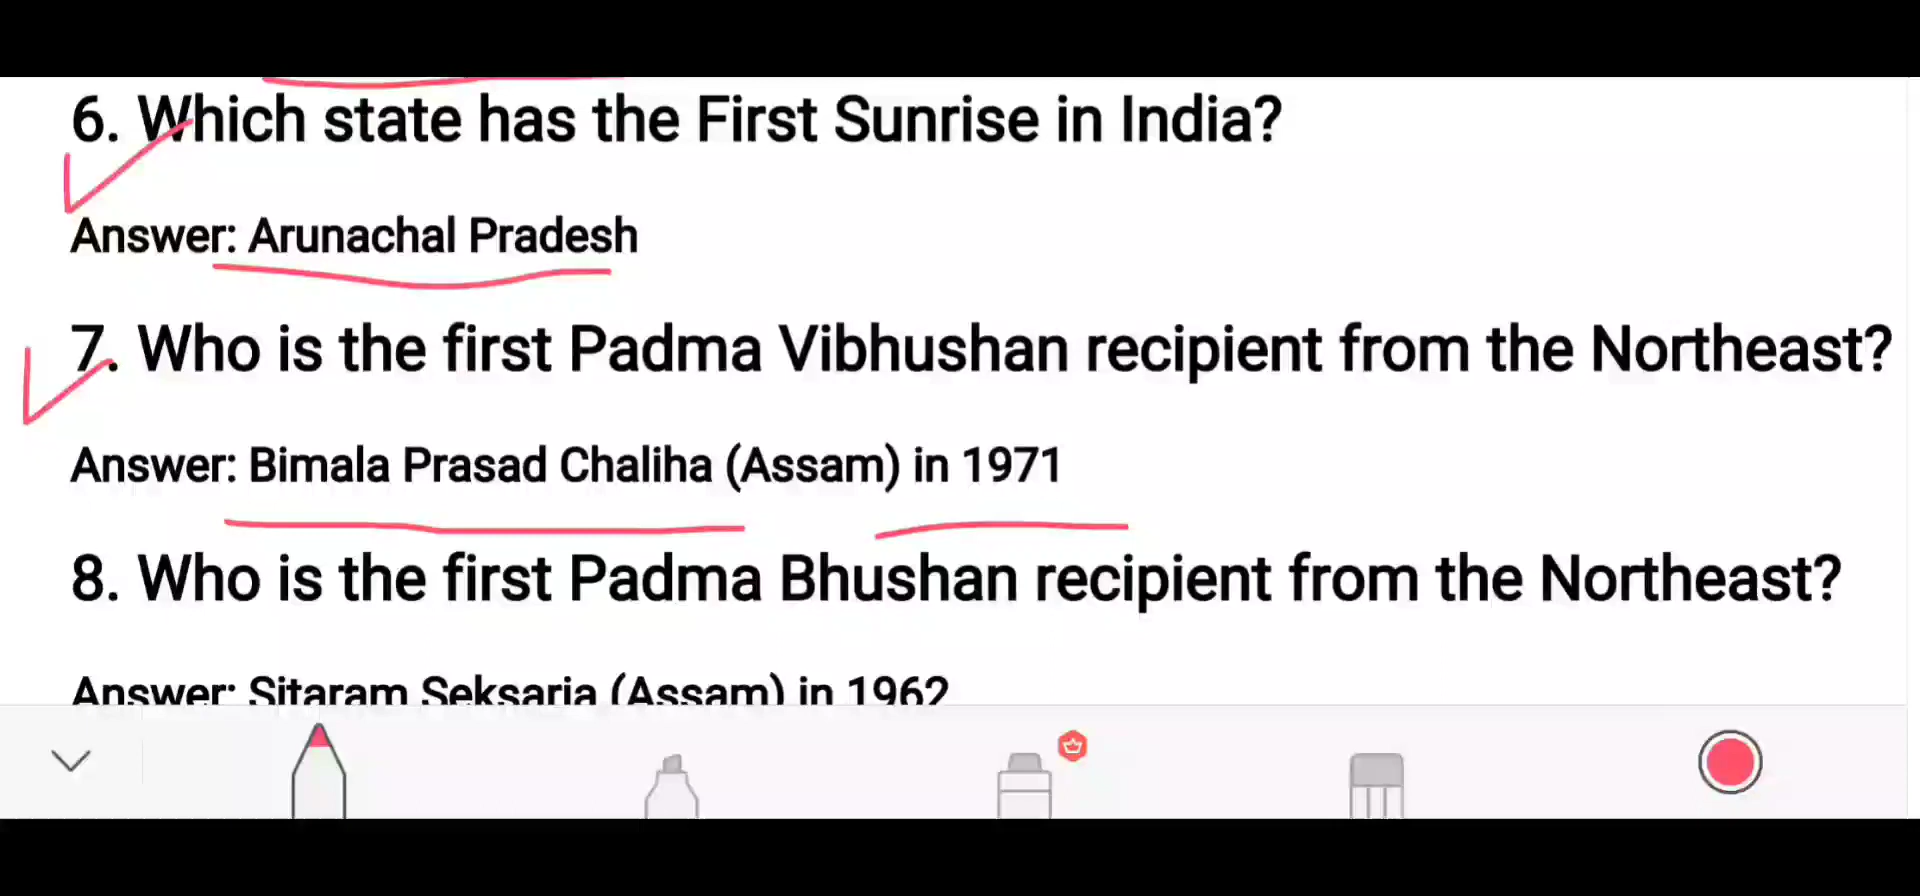 6. Which state has the First Sunrise in India?
Answer: Arunachal Pradesh
7. Who is the first Padma Vibhushan recipient from the Northeast?
Answer: Bimala Prasad Chaliha (Assam) in 1971
8. Who is the first Padma Bhushan recipient from the Northeast?
Answer: Sitaram Seksaria (Assam) in 1962